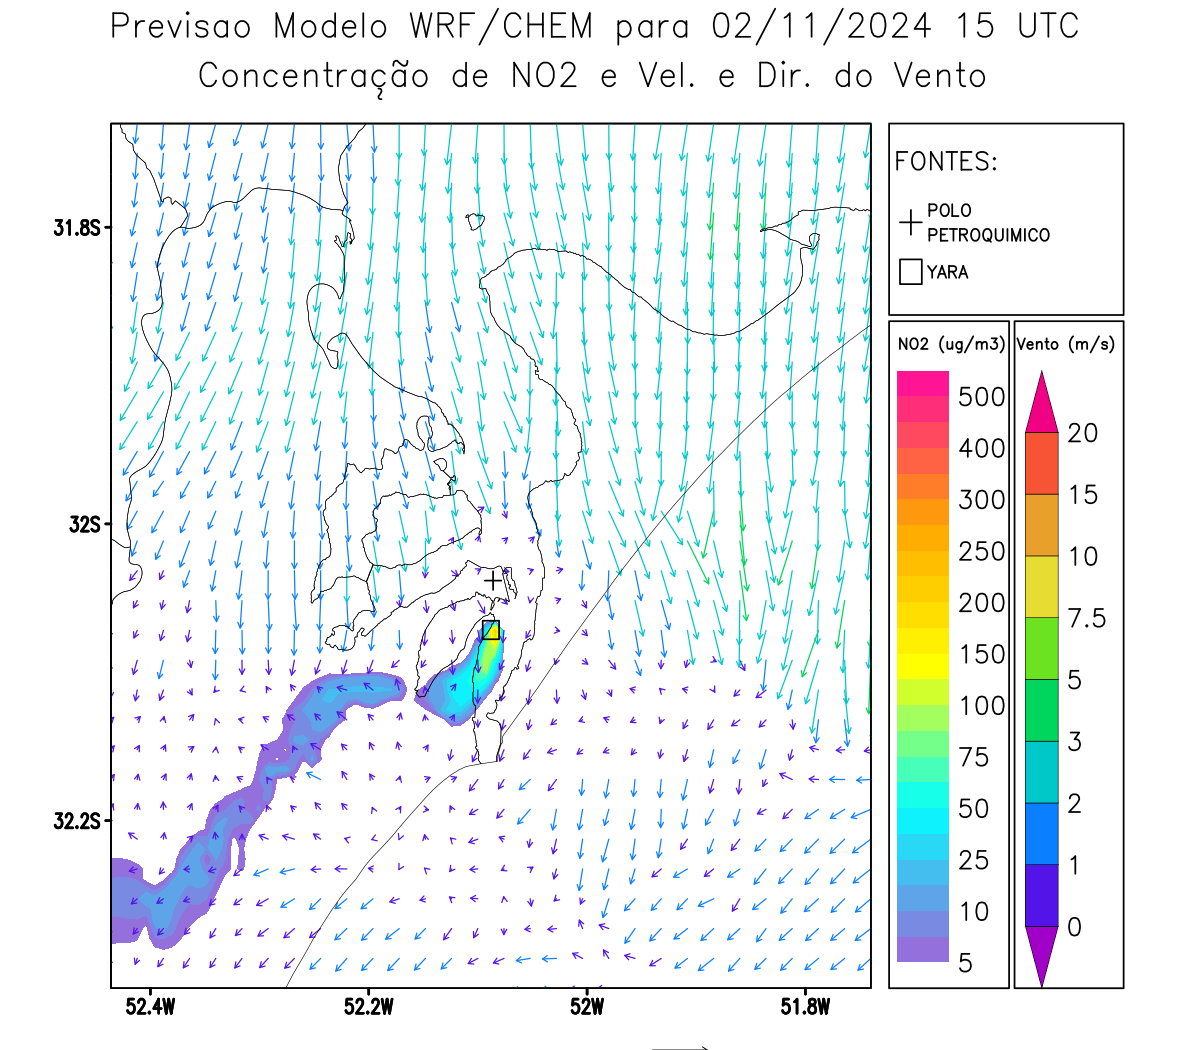 Previsao Modelo WRF/CHEM para 02/11/2024 15 UTC
Concentração de NO2 e Vel. e Dir. do Vento
FONTES:
POLO
PETROQUIMICO
YARA
NO2 (ug/m3)
500
400
300
250
200
150
100
75
50
25
10
5
Vento (m/s)
20
15
10
7.5
5
3
2
1
0
31.8S
32S
32.2S
52.4W
52.2W
52W
51.8W